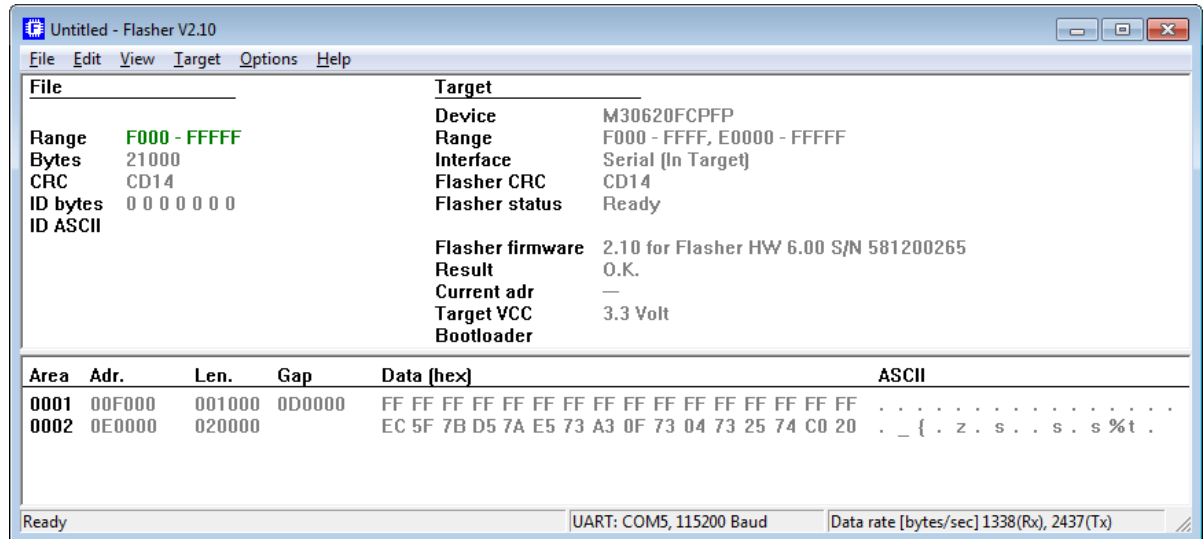 Untitled - Flasher V2.10
File Edit View Target Options Help
File
Range F000 - FFFFF
Bytes 21000
CRC CD14
ID bytes 0 0 0 0 0 0 0
ID ASCII
Target
Device M30620FCPFP
Range F000 - FFFF, E0000 - FFFFF
Interface Serial (In Target)
Flasher CRC CD14
Flasher status Ready
Flasher firmware 2.10 for Flasher HW 6.00 S/N 581200265
Result O.K.
Current adr —
Target VCC 3.3 Volt
Bootloader
Area Adr. Len. Gap Data (hex) ASCII
0001 00F000 001000 0D0000 FF FF FF FF FF FF FF FF FF FF FF FF FF FF FF FF . . . . . . . . . . . . . . . .
0002 0E0000 020000 EC 5F 7B D5 7A E5 73 A3 0F 73 04 73 25 74 C0 20 . _ { . z . s . . s . s % t .
Ready UART: COM5, 115200 Baud Data rate [bytes/sec] 1338(Rx), 2437(Tx)